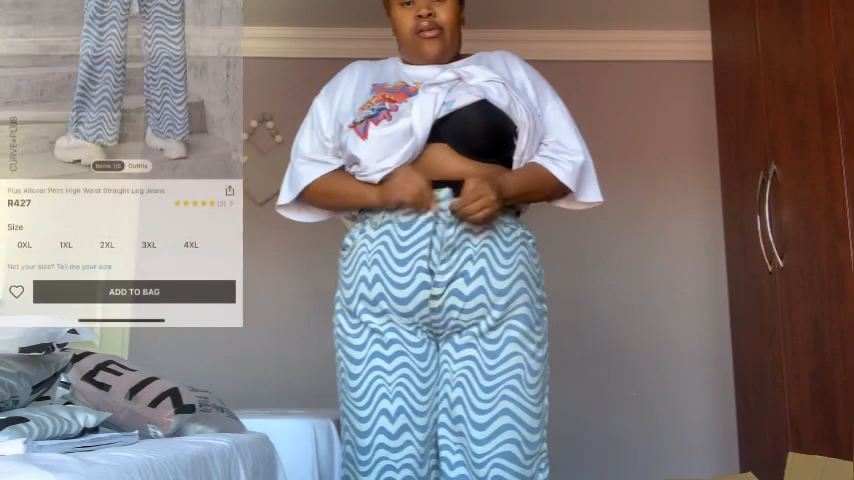 CURVE+PLUS
Items 1/5 Outfits
Plus Allover Print High Waist Straight Leg Jeans
R427
(2)
Size
0XL 1XL 2XL 3XL 4XL
Not your size? Tell me your size
ADD TO BAG